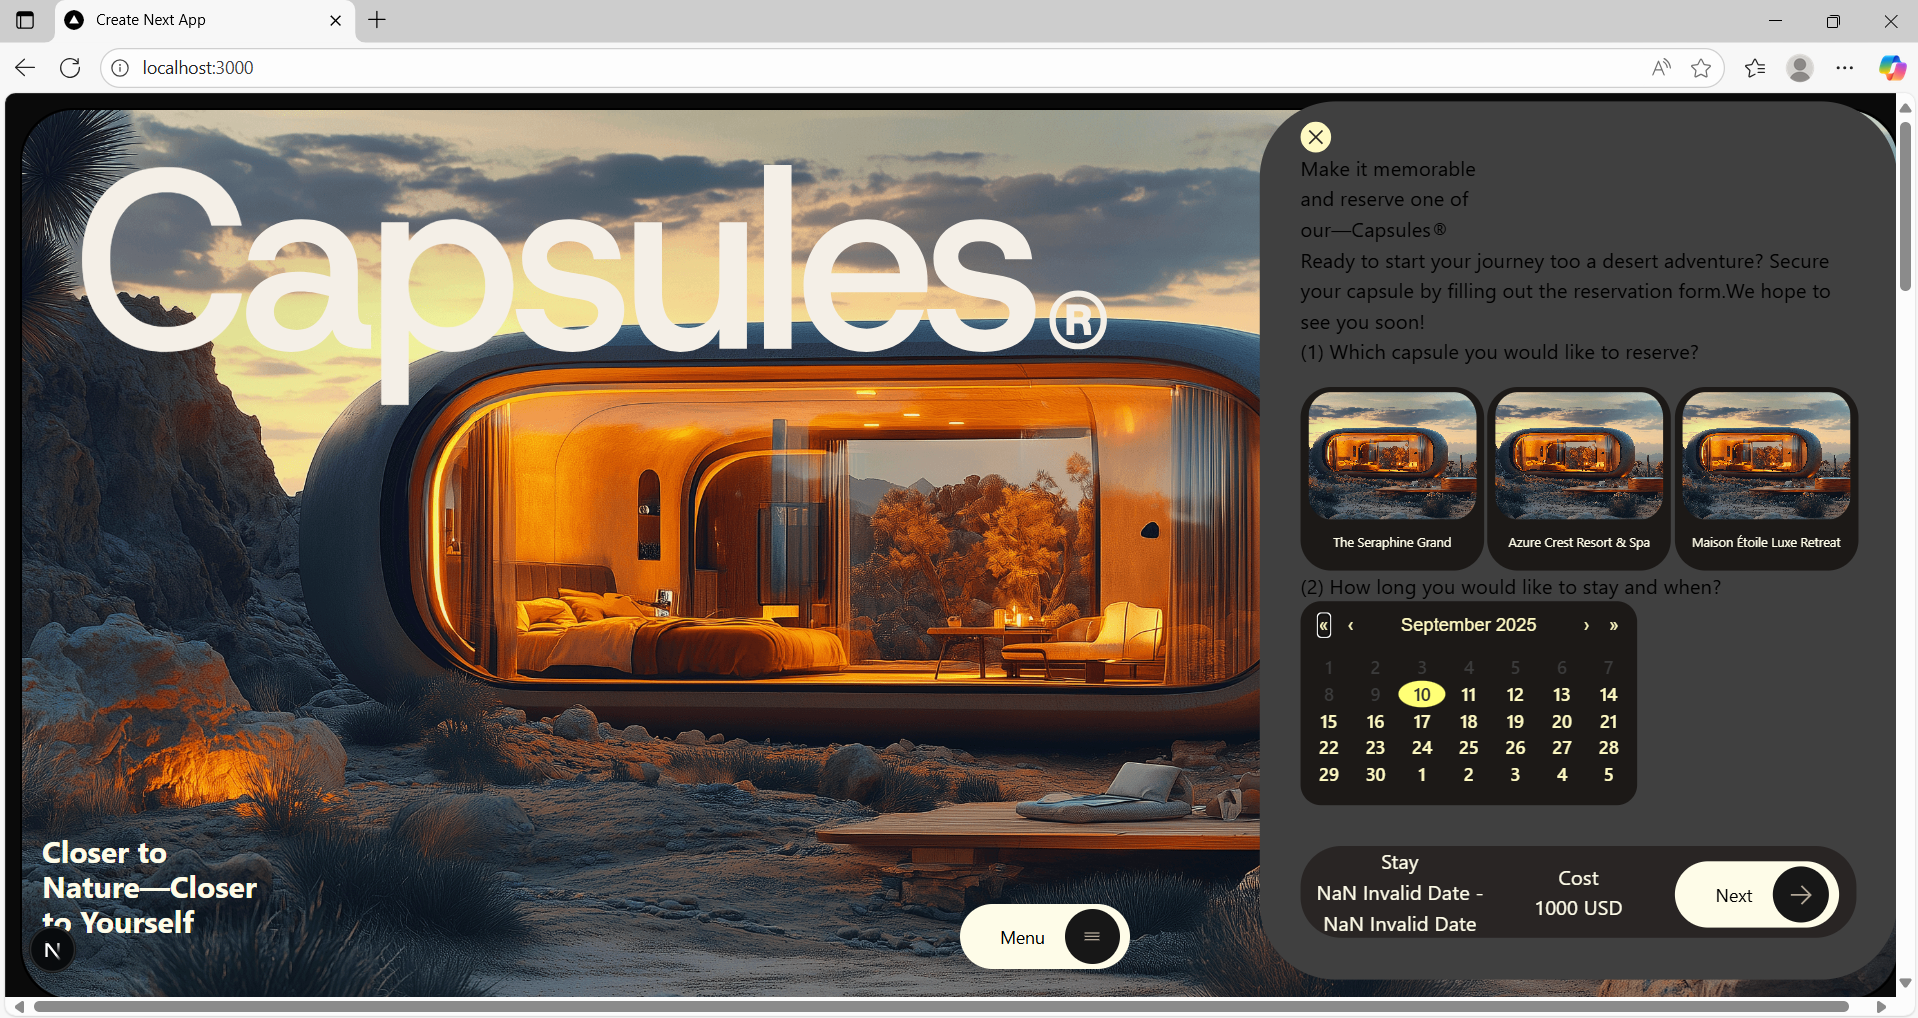 Create Next App
localhost:3000
Capsules®
Closer to
Nature—Closer
to Yourself
N
Menu
Make it memorable
and reserve one of
our—Capsules®
Ready to start your journey too a desert adventure? Secure
your capsule by filling out the reservation form.We hope to
see you soon!
(1) Which capsule you would like to reserve?
The Seraphine Grand
Azure Crest Resort & Spa
Maison Étoile Luxe Retreat
(2) How long you would like to stay and when?
« ‹ September 2025 › »
1 2 3 4 5 6 7
8 9 10 11 12 13 14
15 16 17 18 19 20 21
22 23 24 25 26 27 28
29 30 1 2 3 4 5
Stay
NaN Invalid Date -
NaN Invalid Date
Cost
1000 USD
Next